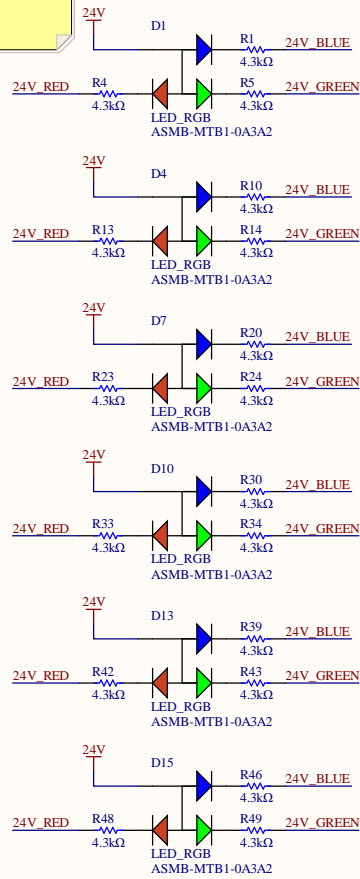 24V
D1
R1
24V_BLUE
4.3kΩ
24V_RED
R4
R5
24V_GREEN
4.3kΩ
4.3kΩ
LED_RGB
ASMB-MTB1-0A3A2
24V
D4
R10
24V_BLUE
4.3kΩ
24V_RED
R13
R14
24V_GREEN
4.3kΩ
4.3kΩ
LED_RGB
ASMB-MTB1-0A3A2
24V
D7
R20
24V_BLUE
4.3kΩ
24V_RED
R23
R24
24V_GREEN
4.3kΩ
4.3kΩ
LED_RGB
ASMB-MTB1-0A3A2
24V
D10
R30
24V_BLUE
4.3kΩ
24V_RED
R33
R34
24V_GREEN
4.3kΩ
4.3kΩ
LED_RGB
ASMB-MTB1-0A3A2
24V
D13
R39
24V_BLUE
4.3kΩ
24V_RED
R42
R43
24V_GREEN
4.3kΩ
4.3kΩ
LED_RGB
ASMB-MTB1-0A3A2
24V
D15
R46
24V_BLUE
4.3kΩ
24V_RED
R48
R49
24V_GREEN
4.3kΩ
4.3kΩ
LED_RGB
ASMB-MTB1-0A3A2